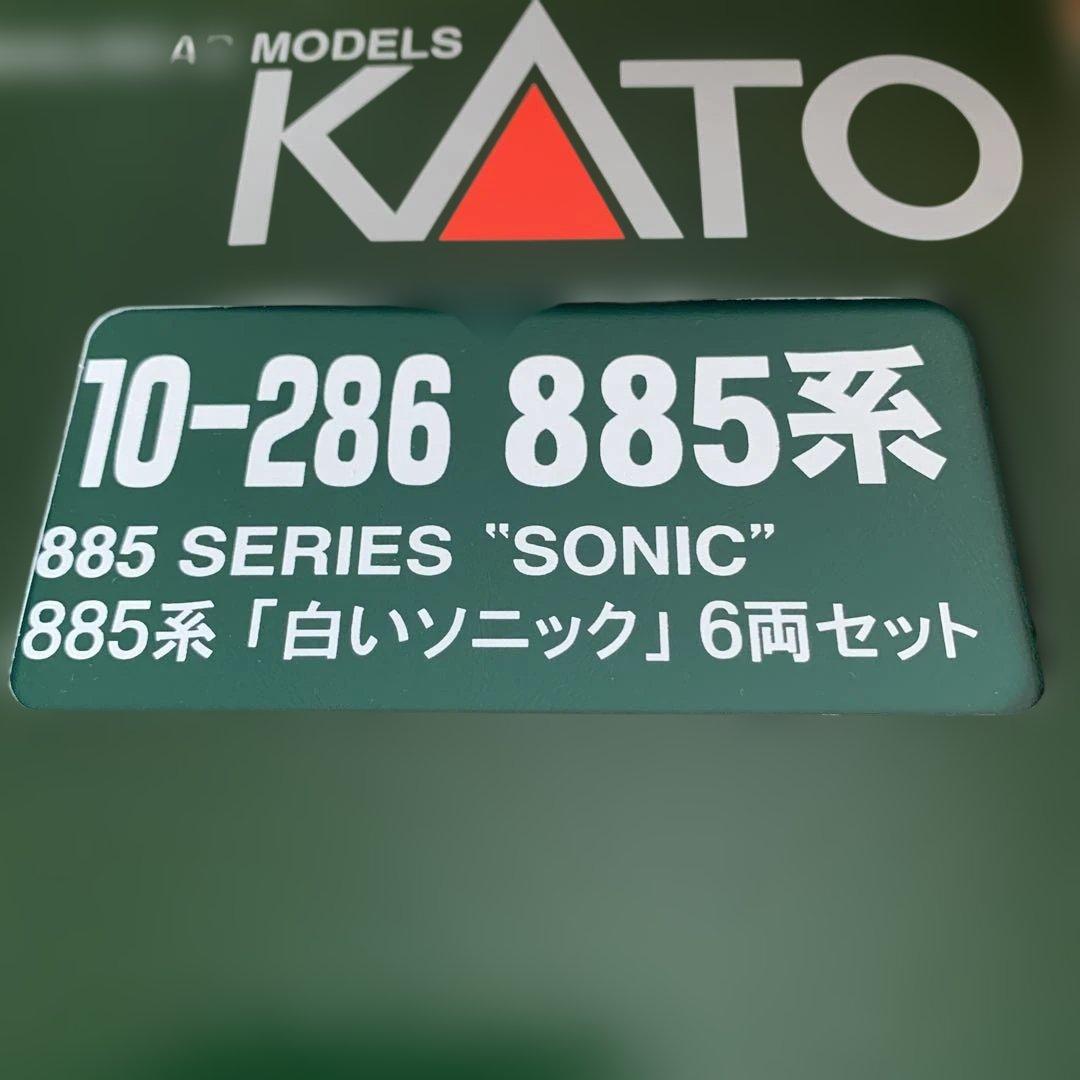 MODELS
KATO
10-286 885系
885 SERIES "SONIC"
885系「白いソニック」6両セット